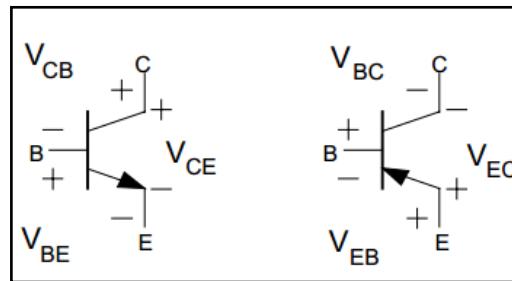 V_CB C
+ +
− B
+ V_CE
−
− E
V_BE
V_BC C
− −
+ B
− V_EC
+
+ E
V_EB